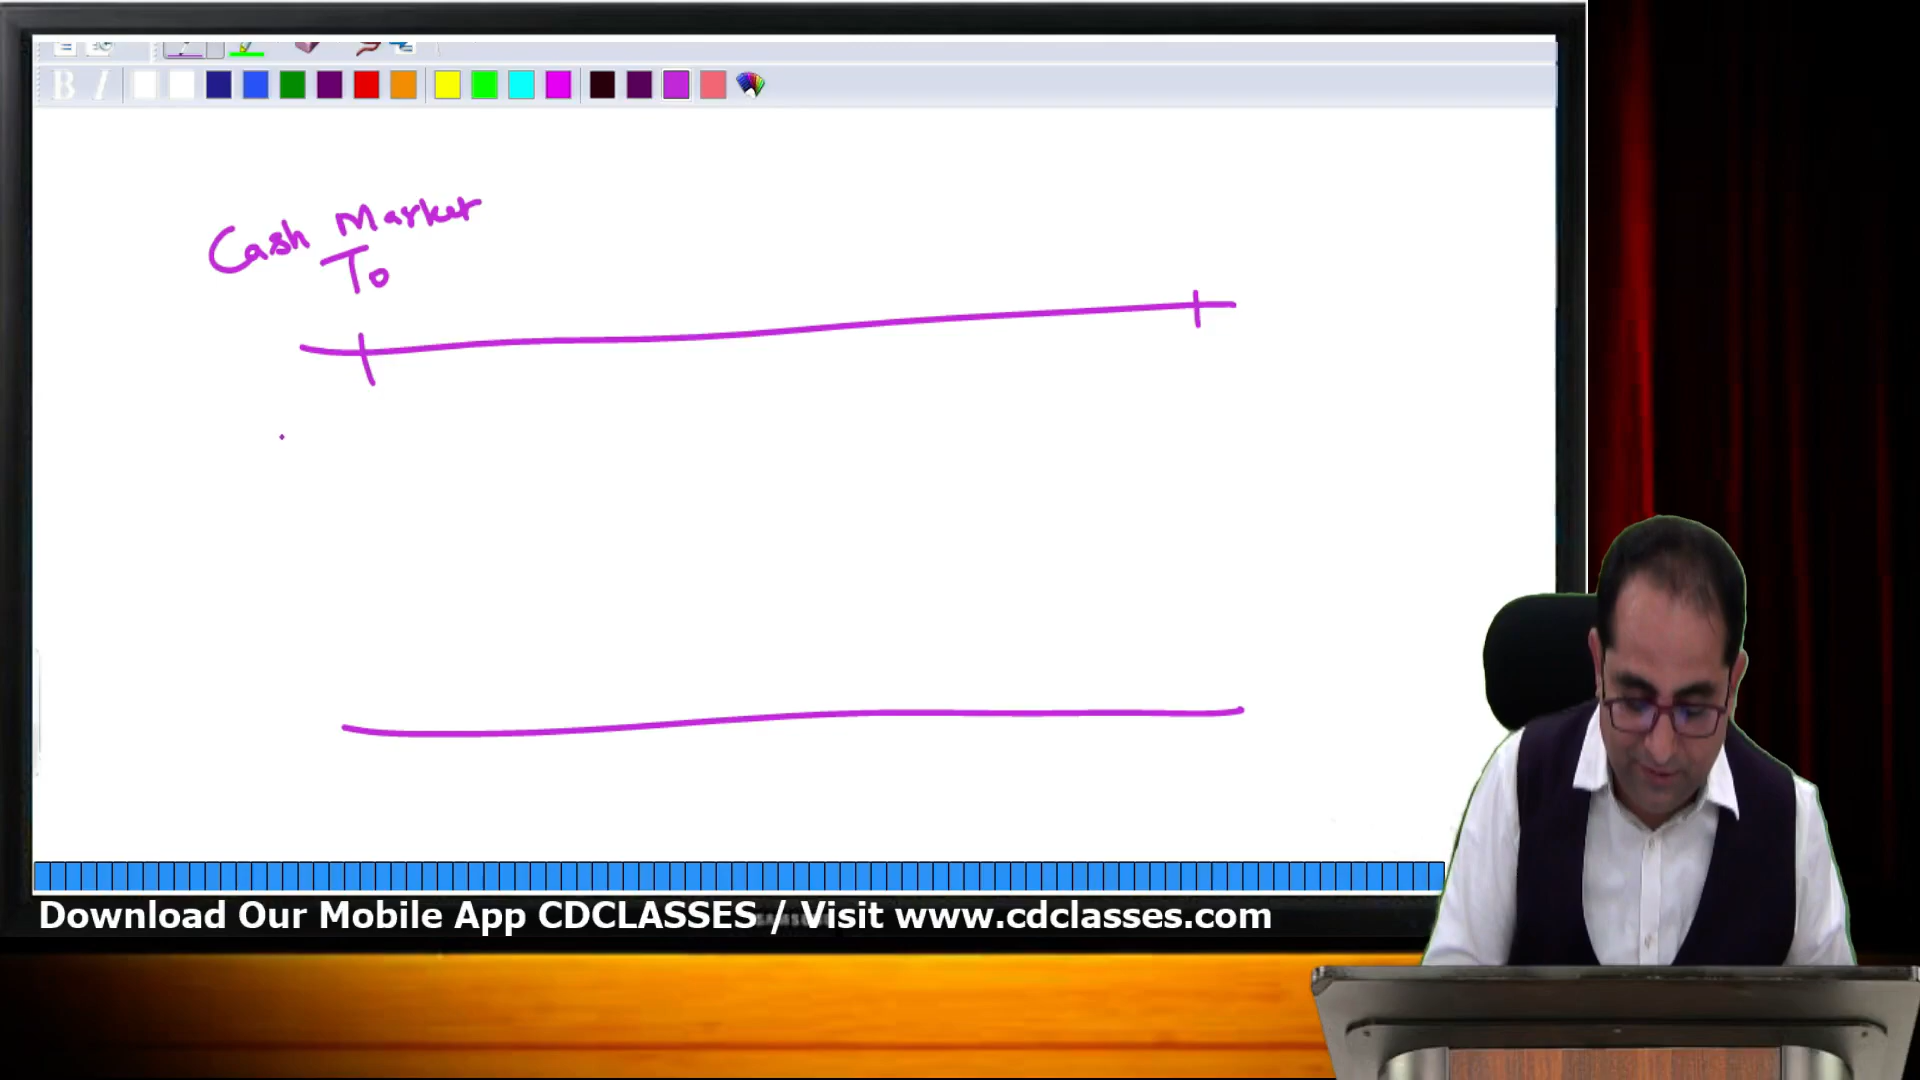 B I
Cash Market
To
Download Our Mobile App CDCLASSES / Visit www.cdclasses.com